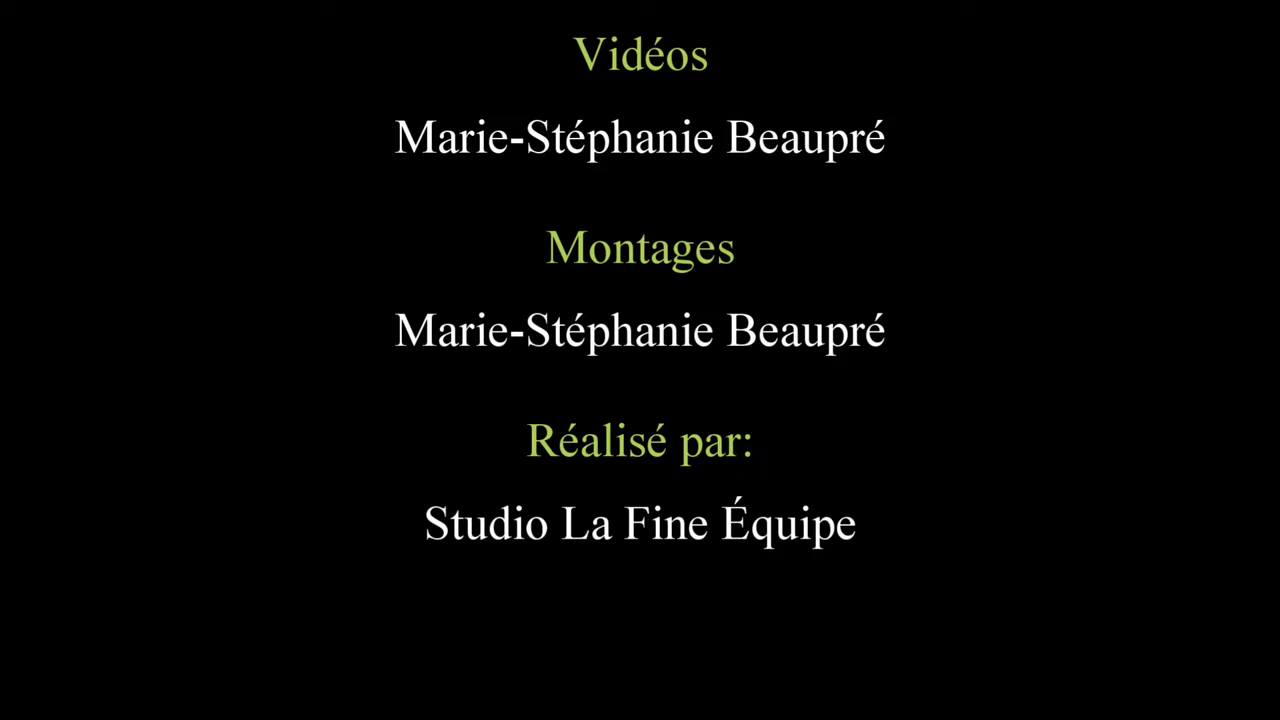 Vidéos
Marie-Stéphanie Beaupré
Montages
Marie-Stéphanie Beaupré
Réalisé par:
Studio La Fine Équipe